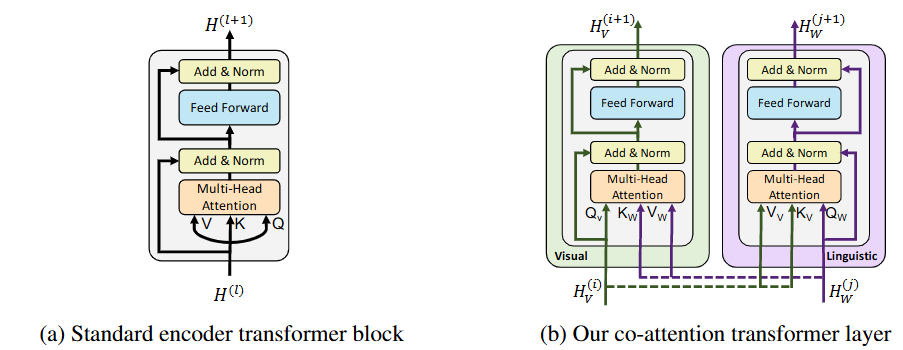 H^(l+1)
Add & Norm
Feed Forward
Add & Norm
Multi-Head
Attention
V K Q
H^(l)
(a) Standard encoder transformer block
H_V^(i+1)
Add & Norm
Feed Forward
Add & Norm
Multi-Head
Attention
Q_v K_W V_W
Visual
H_V^(i)
H_W^(j+1)
Add & Norm
Feed Forward
Add & Norm
Multi-Head
Attention
V_V K_V Q_W
Linguistic
H_W^(j)
(b) Our co-attention transformer layer